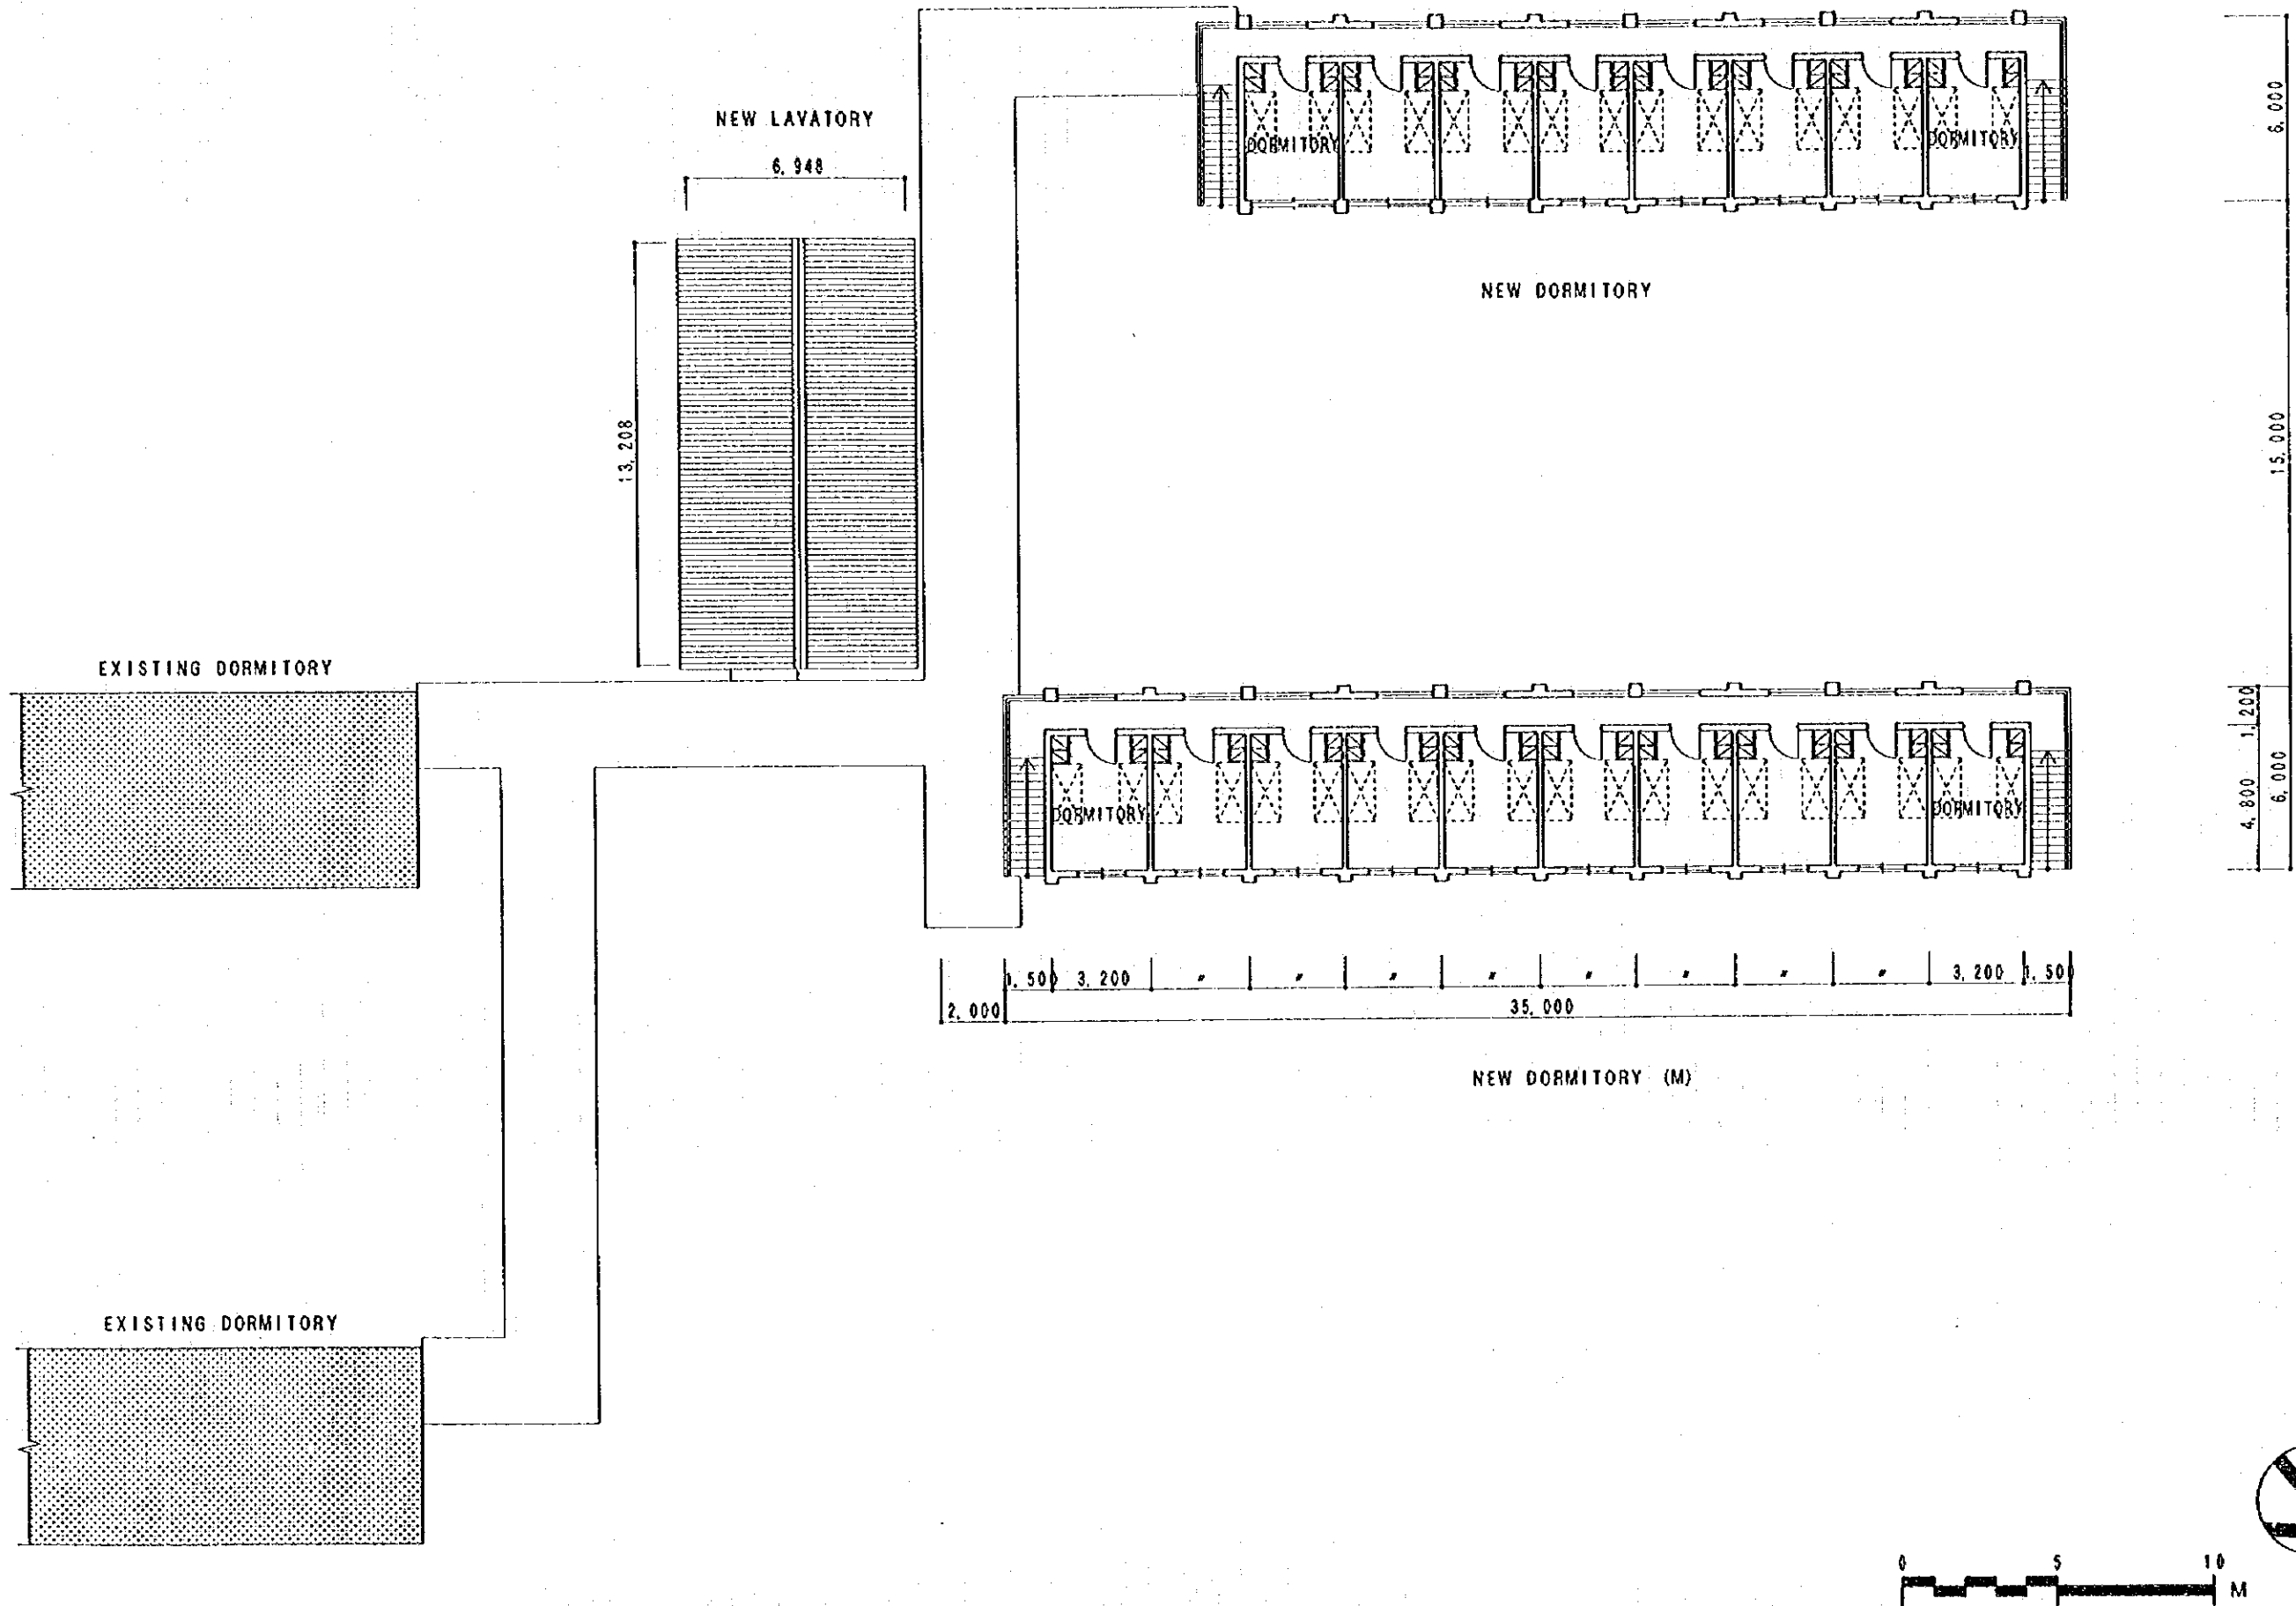 NEW LAVATORY
6,948
13,208
DORMITORY
DORMITORY
6,000
NEW DORMITORY
15,000
EXISTING DORMITORY
DORMITORY
DORMITORY
1,200
4,800
6,000
1,50 3,200 〃 〃 〃 〃 〃 〃 〃 〃 3,200 1,50
2,000 35,000
NEW DORMITORY (M)
EXISTING DORMITORY
0 5 10
M